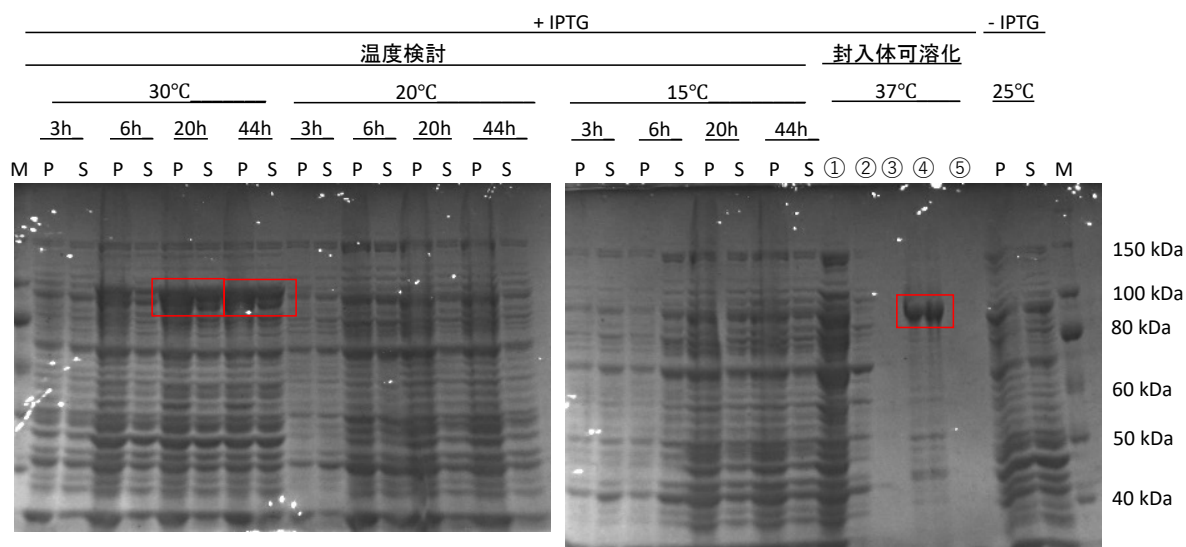 + IPTG - IPTG
温度検討 封入体可溶化
30℃ 20℃ 15℃ 37℃ 25℃
3h 6h 20h 44h 3h 6h 20h 44h 3h 6h 20h 44h
M P S P S P S P S P S P S P S P S P S P S P S P S ① ② ③ ④ ⑤ P S M
150 kDa
100 kDa
80 kDa
60 kDa
50 kDa
40 kDa